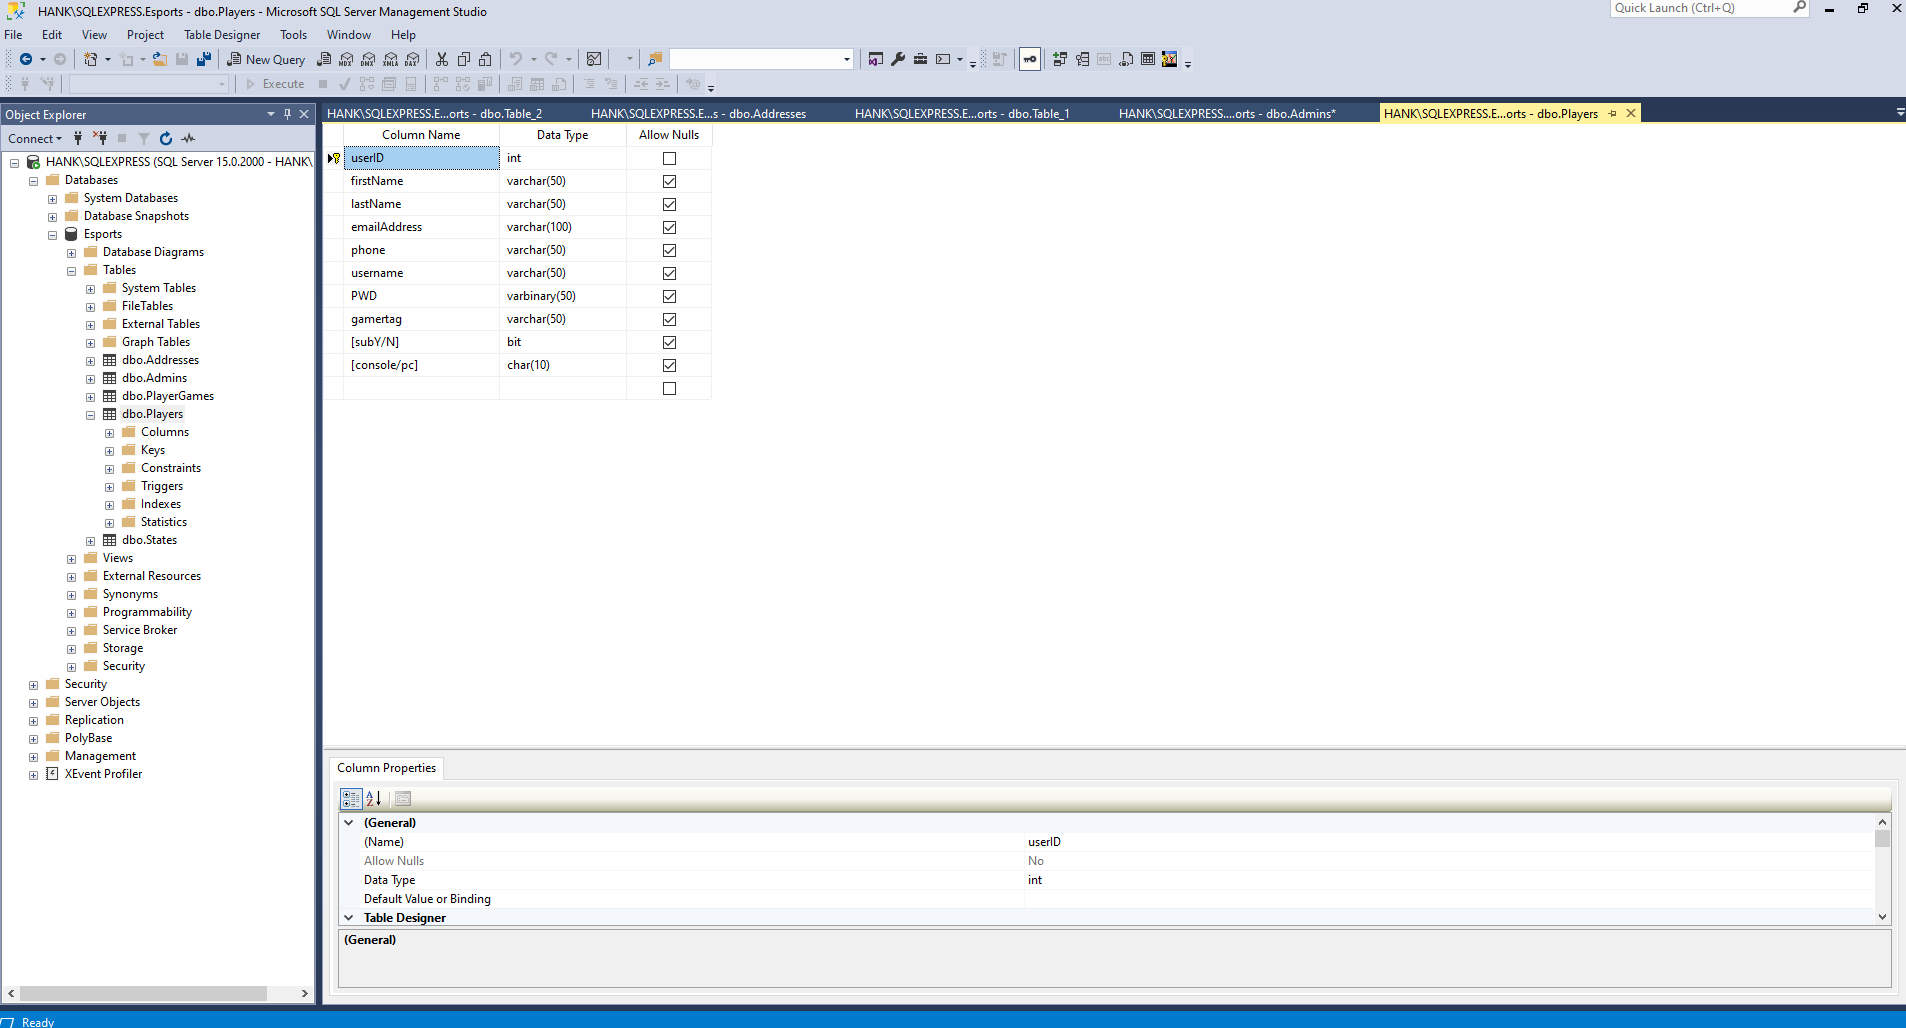 HANK\SQLEXPRESS.Esports - dbo.Players - Microsoft SQL Server Management Studio
Quick Launch (Ctrl+Q)
File Edit View Project Table Designer Tools Window Help
New Query MDX DMX XMLA DAX
Execute
Object Explorer
Connect
HANK\SQLEXPRESS (SQL Server 15.0.2000 - HANK\
Databases
System Databases
Database Snapshots
Esports
Database Diagrams
Tables
System Tables
FileTables
External Tables
Graph Tables
dbo.Addresses
dbo.Admins
dbo.PlayerGames
dbo.Players
Columns
Keys
Constraints
Triggers
Indexes
Statistics
dbo.States
Views
External Resources
Synonyms
Programmability
Service Broker
Storage
Security
Security
Server Objects
Replication
PolyBase
Management
XEvent Profiler
HANK\SQLEXPRESS.E...orts - dbo.Table_2 HANK\SQLEXPRESS.E...s - dbo.Addresses HANK\SQLEXPRESS.E...orts - dbo.Table_1 HANK\SQLEXPRESS....orts - dbo.Admins* HANK\SQLEXPRESS.E...orts - dbo.Players
Column Name Data Type Allow Nulls
userID int
firstName varchar(50)
lastName varchar(50)
emailAddress varchar(100)
phone varchar(50)
username varchar(50)
PWD varbinary(50)
gamertag varchar(50)
[subY/N] bit
[console/pc] char(10)
Column Properties
(General)
(Name) userID
Allow Nulls No
Data Type int
Default Value or Binding
Table Designer
(General)
Ready